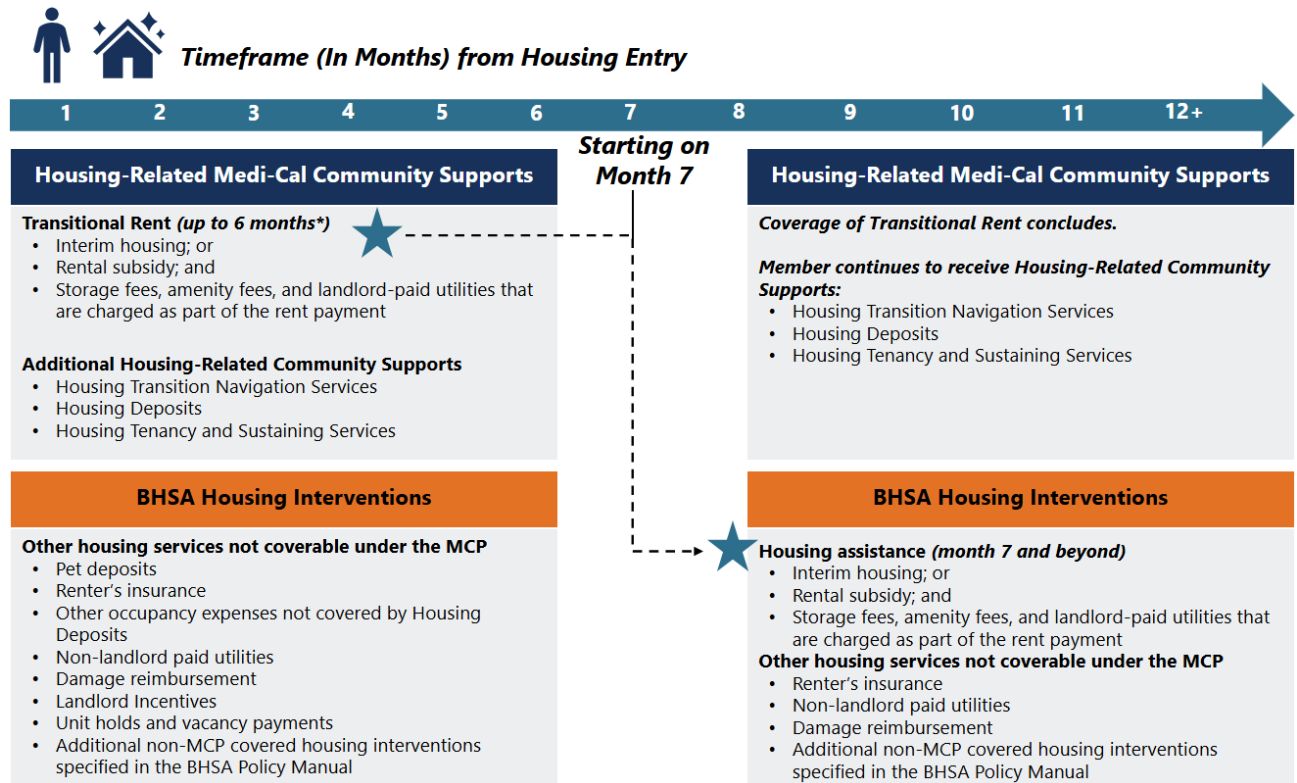 Timeframe (In Months) from Housing Entry
1 2 3 4 5 6 7 8 9 10 11 12+
Starting on
Month 7
Housing-Related Medi-Cal Community Supports
Transitional Rent (up to 6 months*)
• Interim housing; or
• Rental subsidy; and
• Storage fees, amenity fees, and landlord-paid utilities that
are charged as part of the rent payment
Additional Housing-Related Community Supports
• Housing Transition Navigation Services
• Housing Deposits
• Housing Tenancy and Sustaining Services
BHSA Housing Interventions
Other housing services not coverable under the MCP
• Pet deposits
• Renter's insurance
• Other occupancy expenses not covered by Housing
Deposits
• Non-landlord paid utilities
• Damage reimbursement
• Landlord Incentives
• Unit holds and vacancy payments
• Additional non-MCP covered housing interventions
specified in the BHSA Policy Manual
Housing-Related Medi-Cal Community Supports
Coverage of Transitional Rent concludes.
Member continues to receive Housing-Related Community
Supports:
• Housing Transition Navigation Services
• Housing Deposits
• Housing Tenancy and Sustaining Services
BHSA Housing Interventions
Housing assistance (month 7 and beyond)
• Interim housing; or
• Rental subsidy; and
• Storage fees, amenity fees, and landlord-paid utilities that
are charged as part of the rent payment
Other housing services not coverable under the MCP
• Renter's insurance
• Non-landlord paid utilities
• Damage reimbursement
• Additional non-MCP covered housing interventions
specified in the BHSA Policy Manual